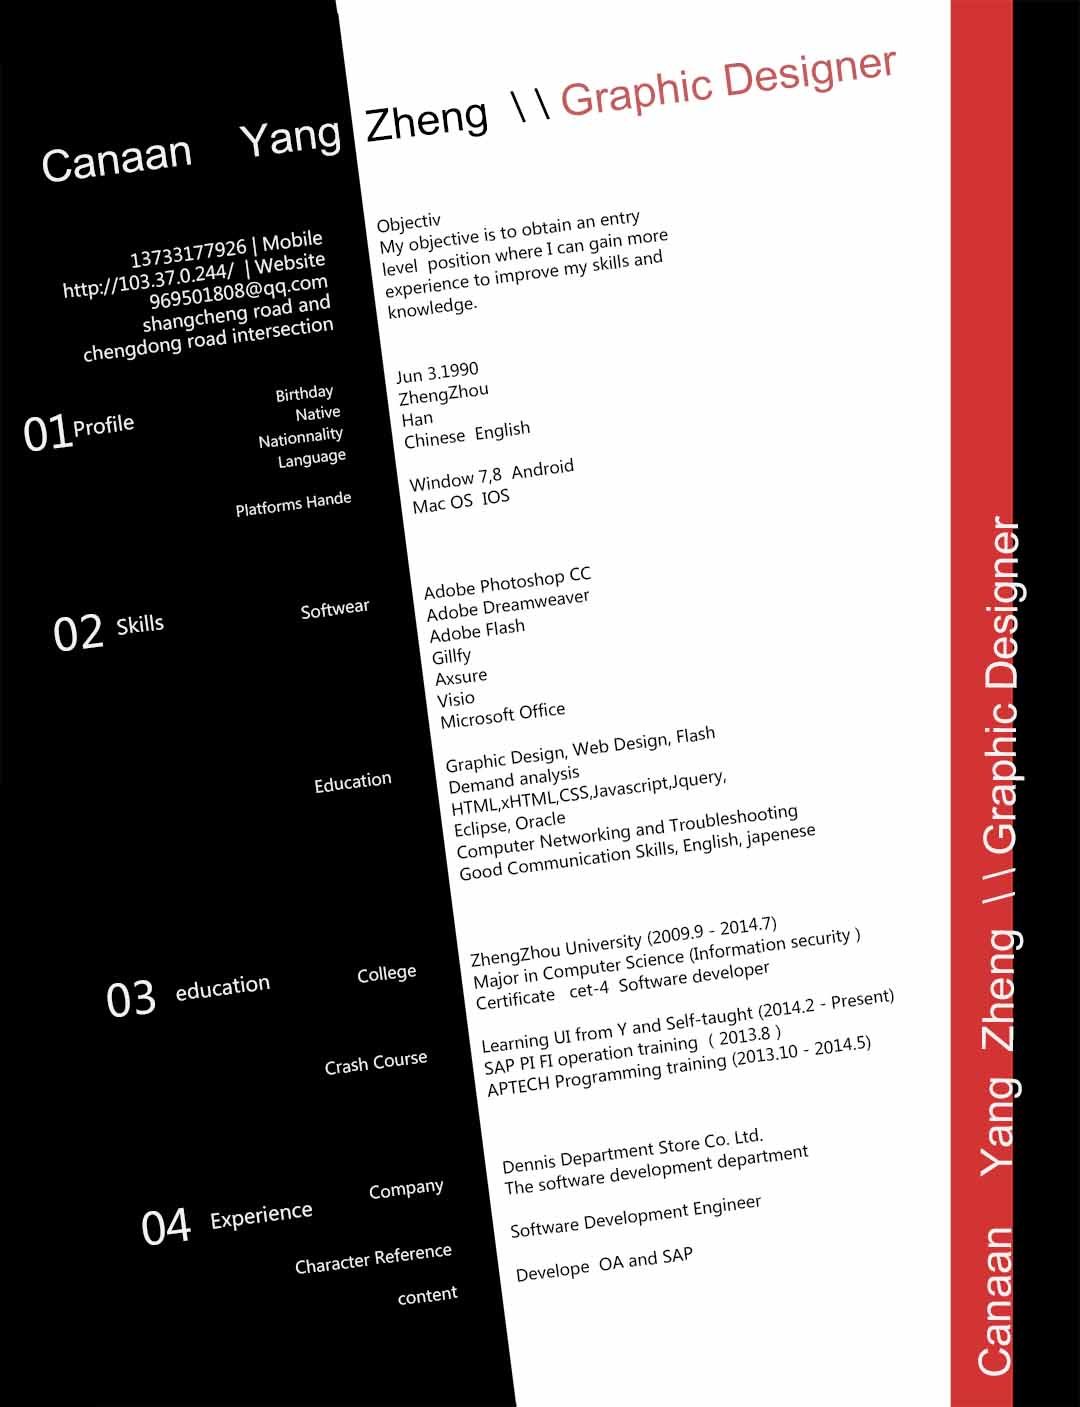 Canaan Yang Zheng \\ Graphic Designer
13733177926 | Mobile
http://103.37.0.244/ | Website
969501808@qq.com
shangcheng road and
chengdong road intersection
Objectiv
My objective is to obtain an entry
level position where I can gain more
experience to improve my skills and
knowledge.
01 Profile
Birthday Jun 3.1990
Native ZhengZhou
Nationnality Han
Language Chinese English
Platforms Hande Window 7,8 Android
Mac OS IOS
02 Skills
Softwear Adobe Photoshop CC
Adobe Dreamweaver
Adobe Flash
Gillfy
Axsure
Visio
Microsoft Office
Education Graphic Design, Web Design, Flash
Demand analysis
HTML,xHTML,CSS,Javascript,Jquery,
Eclipse, Oracle
Computer Networking and Troubleshooting
Good Communication Skills, English, japenese
03 education
College ZhengZhou University (2009.9 - 2014.7)
Major in Computer Science (Information security )
Certificate cet-4 Software developer
Crash Course Learning UI from Y and Self-taught (2014.2 - Present)
SAP PI FI operation training ( 2013.8 )
APTECH Programming training (2013.10 - 2014.5)
04 Experience
Company Dennis Department Store Co. Ltd.
The software development department
Character Reference Software Development Engineer
content Develope OA and SAP
Canaan Yang Zheng \\ Graphic Designer